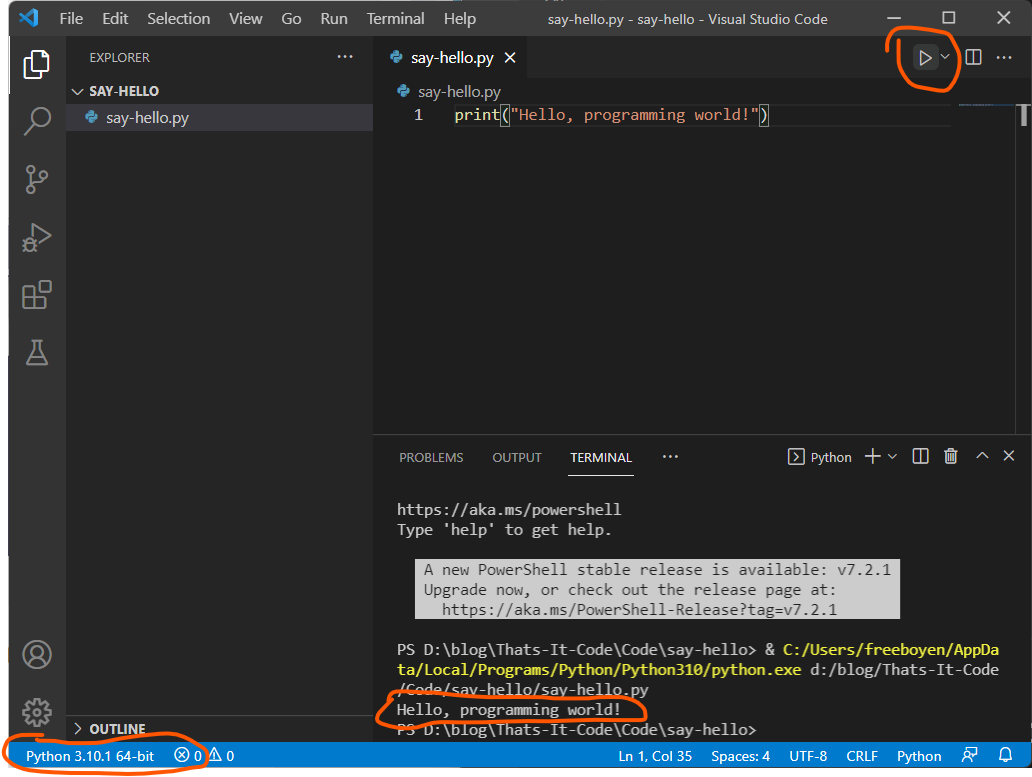 File Edit Selection View Go Run Terminal Help say-hello.py - say-hello - Visual Studio Code
EXPLORER
SAY-HELLO
say-hello.py
say-hello.py
say-hello.py
1 print("Hello, programming world!")
PROBLEMS OUTPUT TERMINAL Python
https://aka.ms/powershell
Type 'help' to get help.
A new PowerShell stable release is available: v7.2.1
Upgrade now, or check out the release page at:
https://aka.ms/PowerShell-Release?tag=v7.2.1
PS D:\blog\Thats-It-Code\Code\say-hello> & C:/Users/freeboyen/AppDa
ta/Local/Programs/Python/Python310/python.exe d:/blog/Thats-It-Code
/Code/say-hello/say-hello.py
Hello, programming world!
PS D:\blog\Thats-It-Code\Code\say-hello>
OUTLINE
Python 3.10.1 64-bit 0 0 Ln 1, Col 35 Spaces: 4 UTF-8 CRLF Python